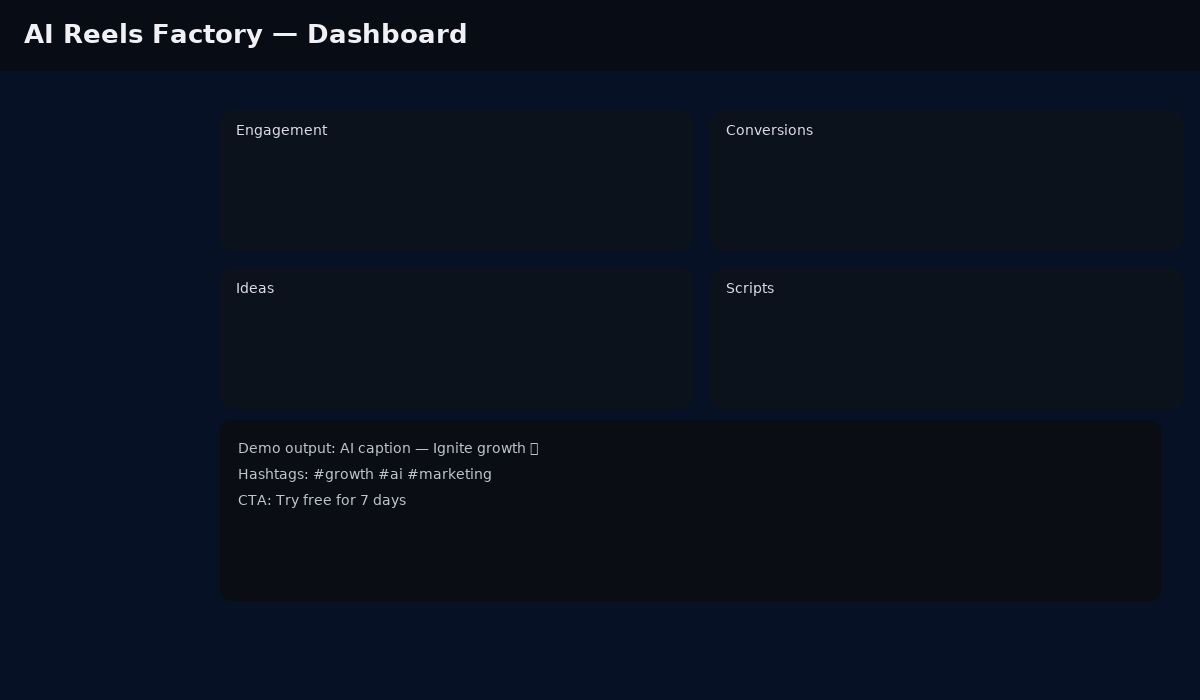 AI Reels Factory — Dashboard
Engagement
Conversions
Ideas
Scripts
Demo output: AI caption — Ignite growth
Hashtags: #growth #ai #marketing
CTA: Try free for 7 days